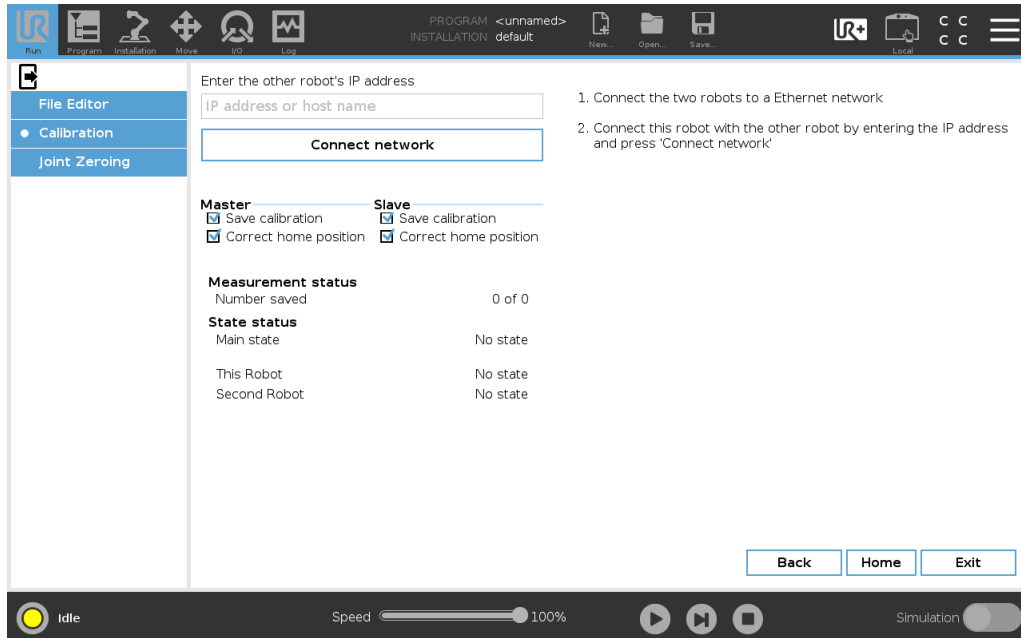 PROGRAM <unnamed>
INSTALLATION default
Run Program Installation Move I/O Log New... Open... Save... UR+ Local
C C
C C
File Editor
Calibration
Joint Zeroing
Enter the other robot's IP address
IP address or host name
Connect network
1. Connect the two robots to a Ethernet network
2. Connect this robot with the other robot by entering the IP address
and press 'Connect network'
Master Slave
Save calibration Save calibration
Correct home position Correct home position
Measurement status
Number saved 0 of 0
State status
Main state No state
This Robot No state
Second Robot No state
Back Home Exit
Idle Speed 100% Simulation